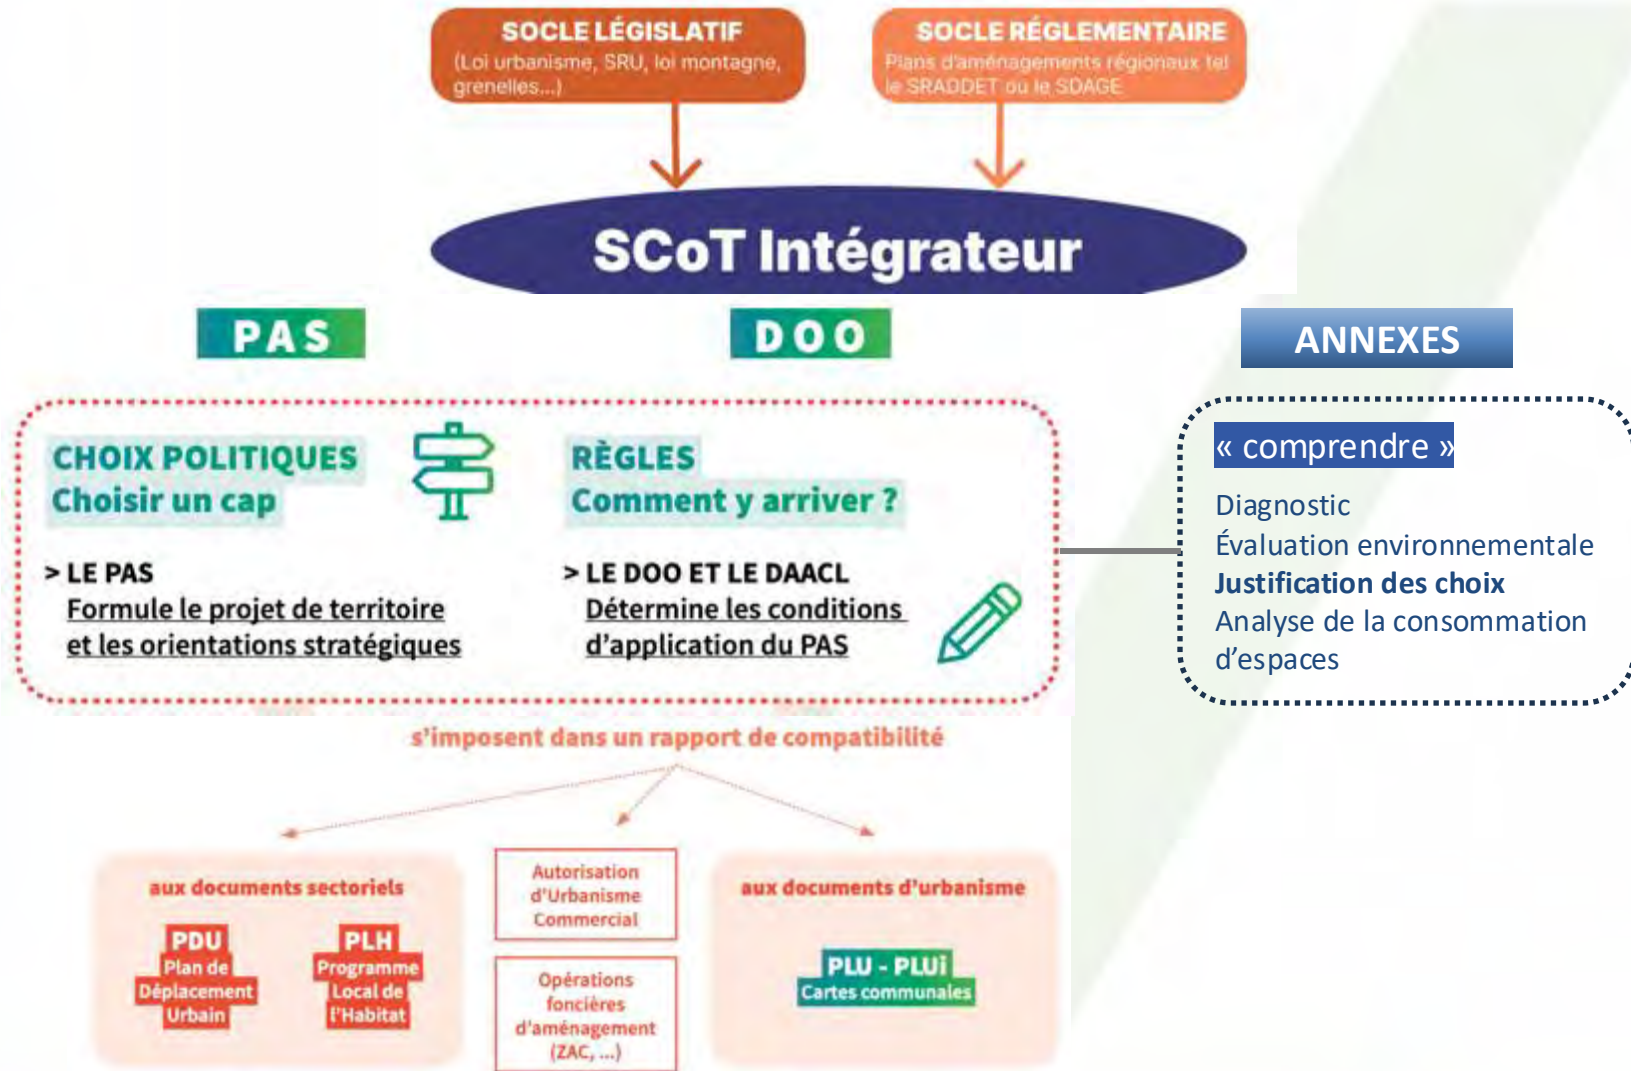 SOCLE LÉGISLATIF
(Loi urbanisme, SRU, loi montagne,
grenelles...)
SOCLE RÉGLEMENTAIRE
Plans d'aménagements régionaux tel
le SRADDET ou le SDAGE
SCoT Intégrateur
PAS
DOO
ANNEXES
CHOIX POLITIQUES
Choisir un cap
> LE PAS
Formule le projet de territoire
et les orientations stratégiques
RÈGLES
Comment y arriver ?
> LE DOO ET LE DAACL
Détermine les conditions
d'application du PAS
« comprendre »
Diagnostic
Évaluation environnementale
Justification des choix
Analyse de la consommation
d’espaces
s'imposent dans un rapport de compatibilité
aux documents sectoriels
PDU
Plan de
Déplacement
Urbain
PLH
Programme
Local de
l'Habitat
Autorisation
d'Urbanisme
Commercial
Opérations
foncières
d'aménagement
(ZAC, ...)
aux documents d'urbanisme
PLU - PLUi
Cartes communales